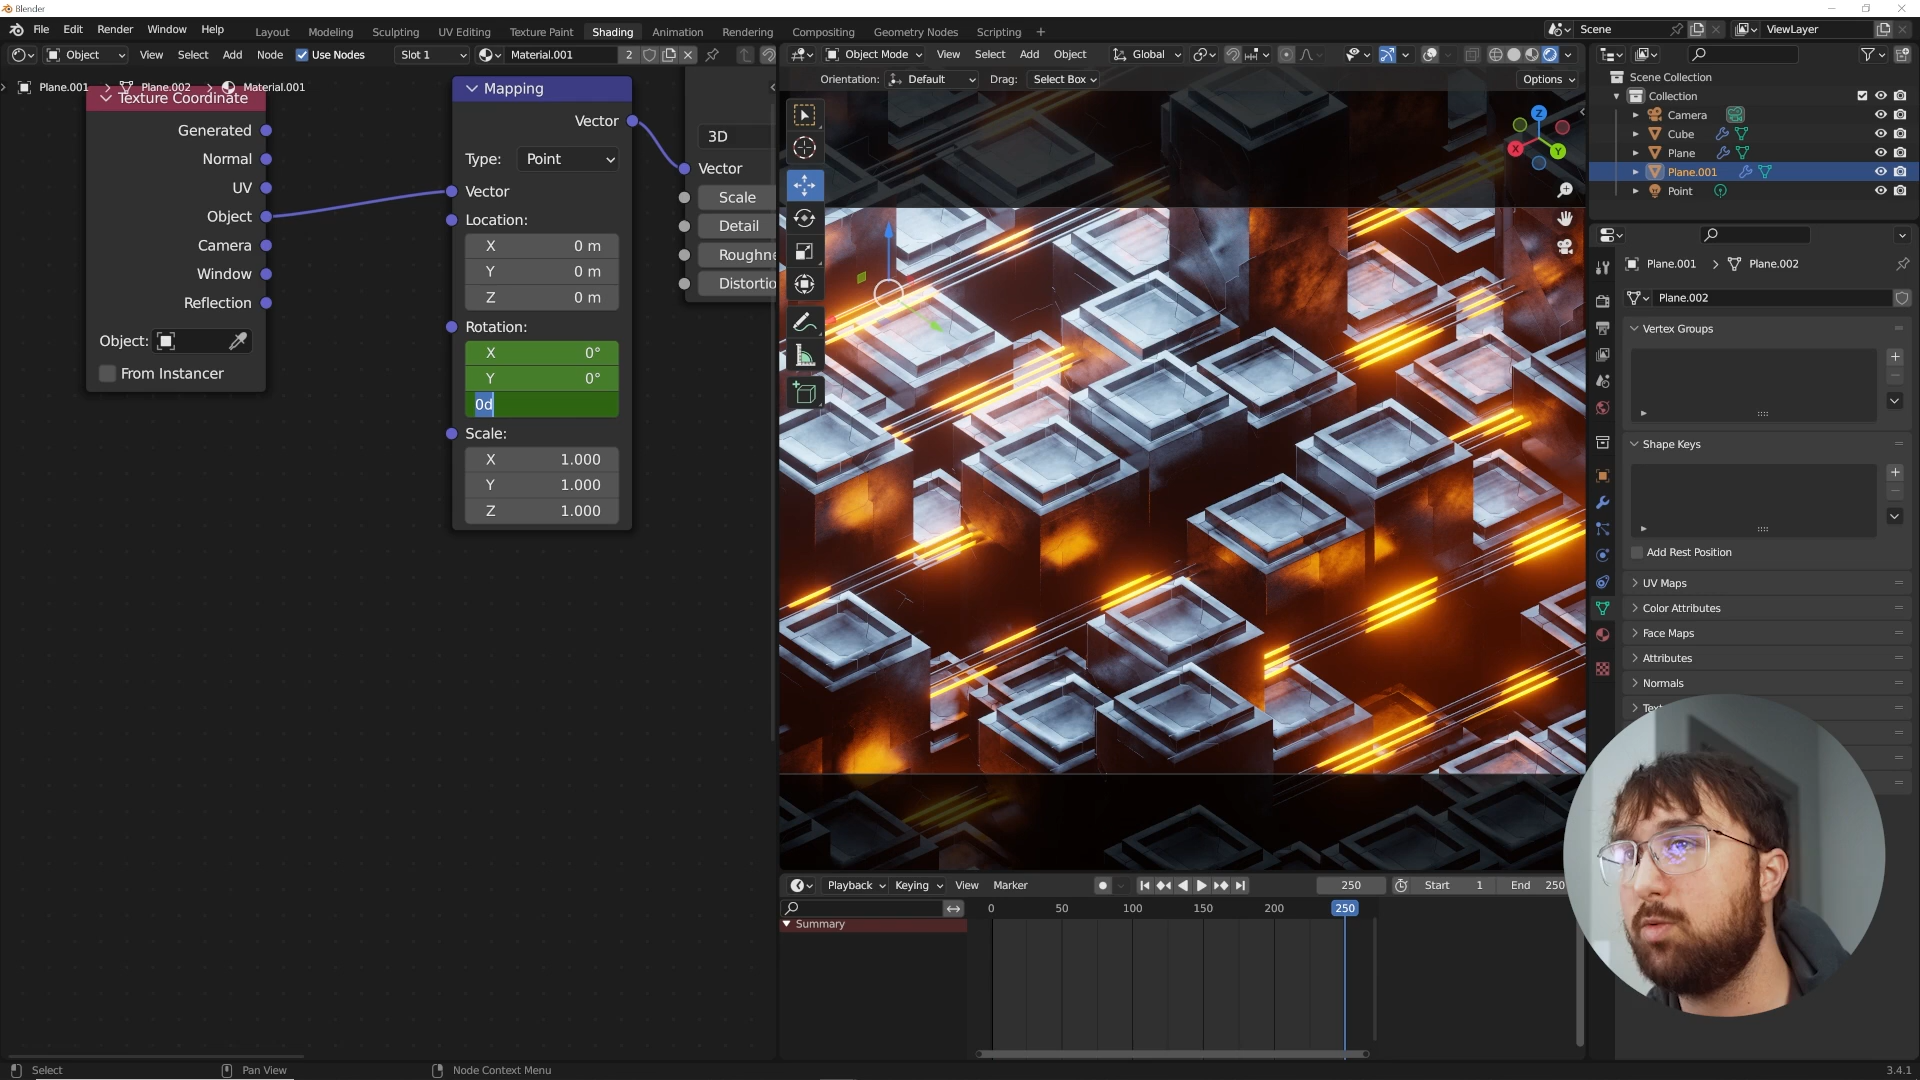 Blender
File Edit Render Window Help
Layout Modeling Sculpting UV Editing Texture Paint Shading Animation Rendering Compositing Geometry Nodes Scripting +
Scene
ViewLayer
Object View Select Add Node Use Nodes Slot 1 Material.001 2
Object Mode View Select Add Object Global
Orientation: Default Drag: Select Box Options
Plane.001 > Plane.002 > Material.001
Texture Coordinate
Generated
Normal
UV
Object
Camera
Window
Reflection
Object:
From Instancer
Mapping
Vector
Type: Point
Vector
Location:
X 0 m
Y 0 m
Z 0 m
Rotation:
X 0°
Y 0°
0d
Scale:
X 1.000
Y 1.000
Z 1.000
3D
Vector
Scale
Detail
Roughne
Distortio
Z
X
Y
Scene Collection
Collection
Camera
Cube
Plane
Plane.001
Point
Plane.001 > Plane.002
Plane.002
Vertex Groups
Shape Keys
Add Rest Position
UV Maps
Color Attributes
Face Maps
Attributes
Normals
Playback Keying View Marker
250 Start 1 End 250
0 50 100 150 200 250
Summary
Select Pan View Node Context Menu
3.4.1